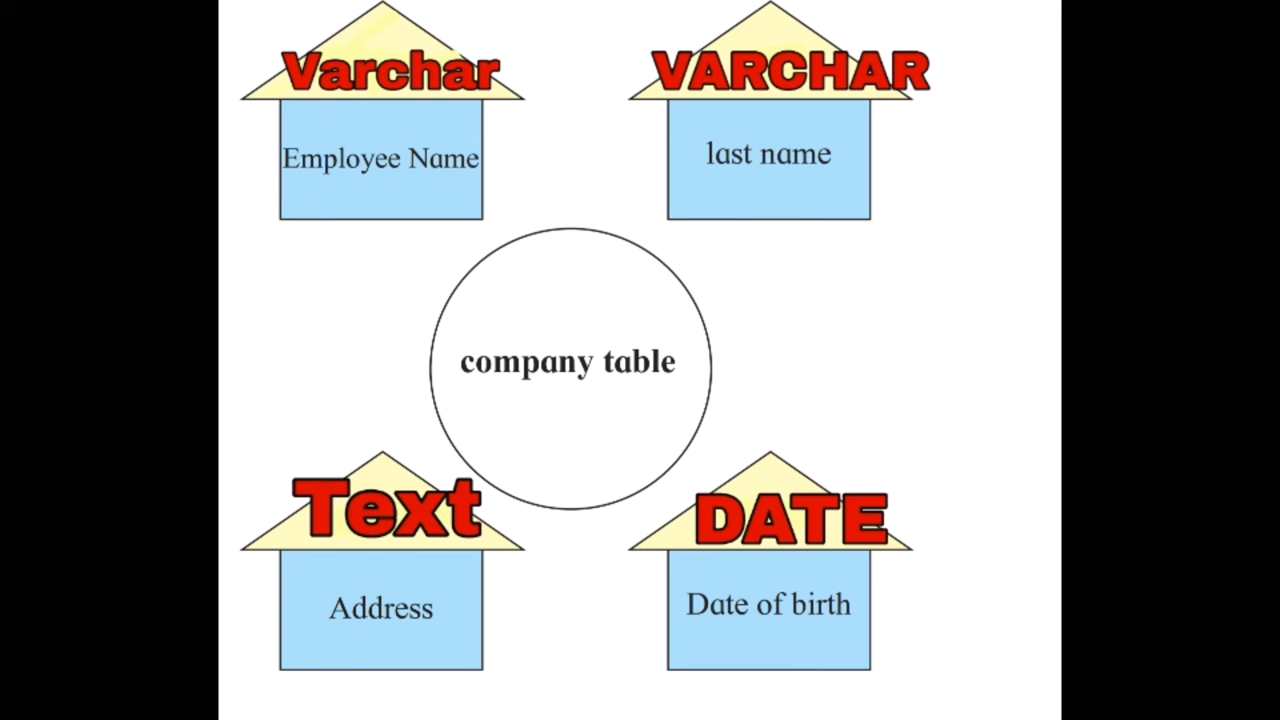 Varchar
VARCHAR
Employee Name
last name
company table
Text
DATE
Address
Date of birth